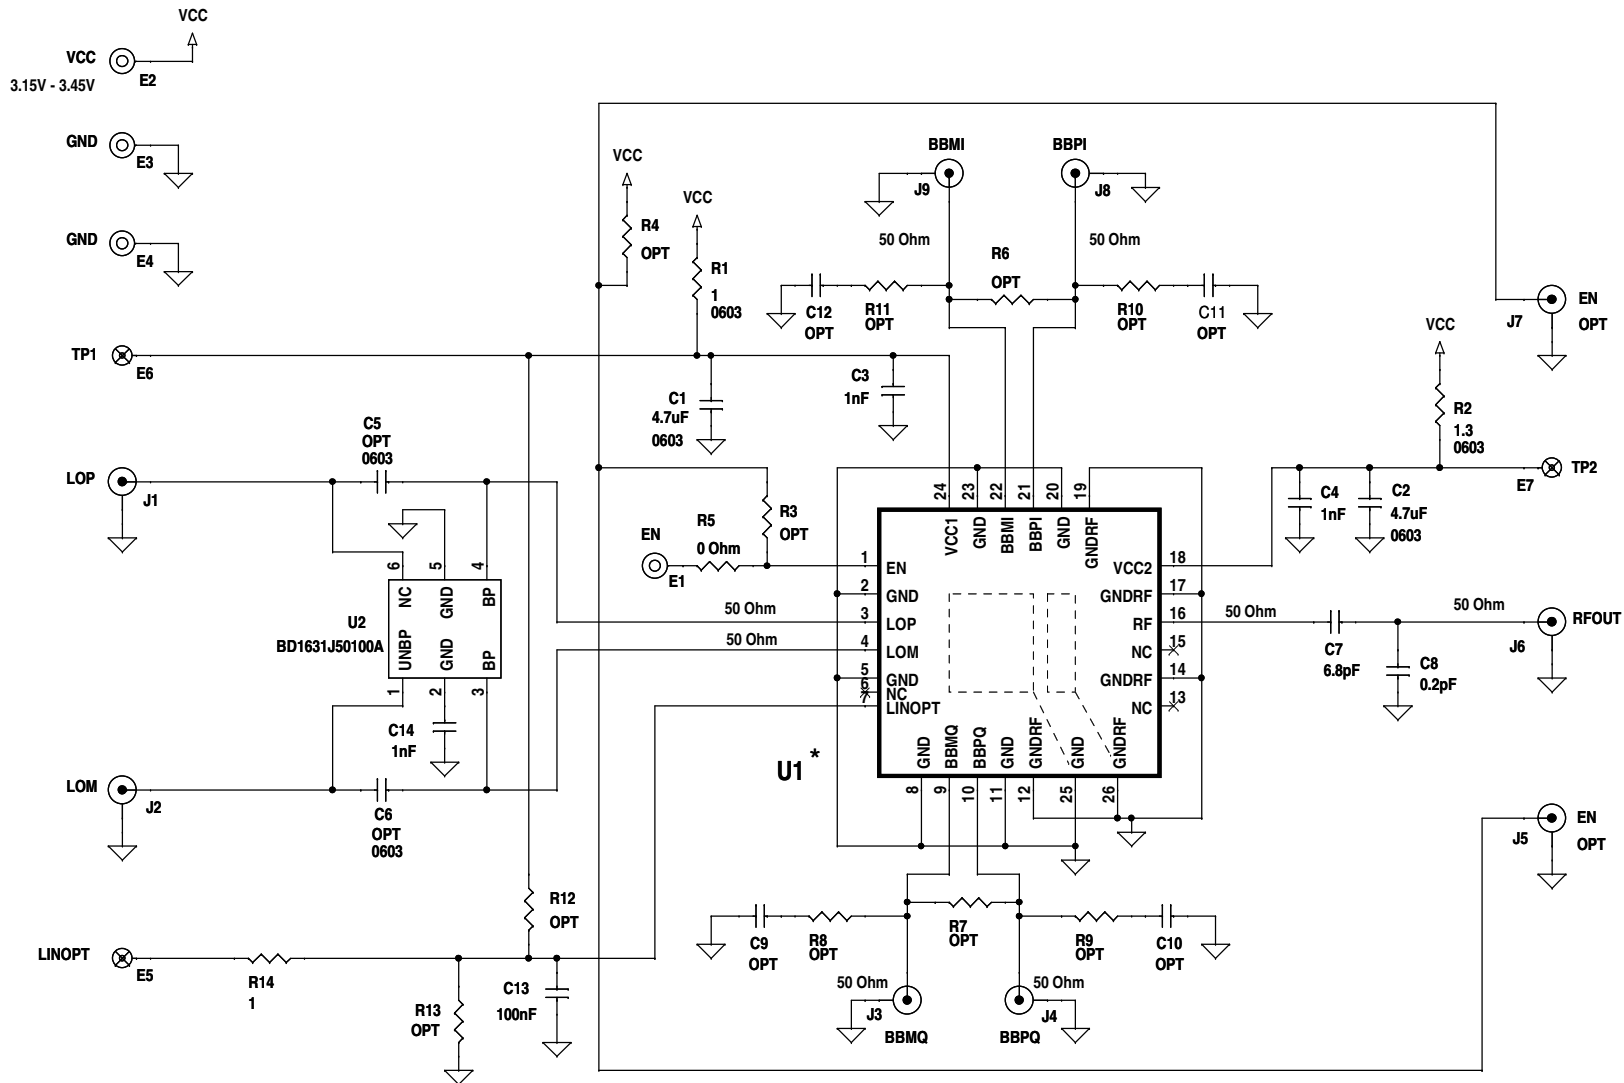 VCC
VCC
E2
3.15V - 3.45V
GND
E3
GND
E4
VCC
R4
OPT
VCC
R1
1
0603
BBMI
J9
50 Ohm
BBPI
J8
50 Ohm
R6
OPT
C12
OPT
R11
OPT
R10
OPT
C11
OPT
EN
J7
OPT
TP1
E6
C1
4.7uF
0603
C3
1nF
VCC
R2
1.3
0603
TP2
E7
C4
1nF
C2
4.7uF
0603
LOP
J1
C5
OPT
0603
6
5
4
NC
GND
BP
U2
BD1631J50100A
UNBP
GND
BP
1
2
3
C14
1nF
LOM
J2
C6
OPT
0603
R3
OPT
EN
E1
R5
0 Ohm
50 Ohm
50 Ohm
24
23
22
21
20
19
VCC1
GND
BBMI
BBPI
GND
GNDRF
1
EN
2
GND
3
LOP
4
LOM
5
GND
6
NC
7
LINOPT
18
VCC2
17
GNDRF
16
RF
15
NC
14
GNDRF
13
NC
GND
BBMQ
BBPQ
GND
GNDRF
GND
GNDRF
8
9
10
11
12
25
26
U1 *
50 Ohm
C7
6.8pF
C8
0.2pF
50 Ohm
RFOUT
J6
EN
J5
OPT
R12
OPT
LINOPT
E5
R14
1
R13
OPT
C13
100nF
C9
OPT
R8
OPT
R7
OPT
R9
OPT
C10
OPT
50 Ohm
J3
BBMQ
50 Ohm
J4
BBPQ